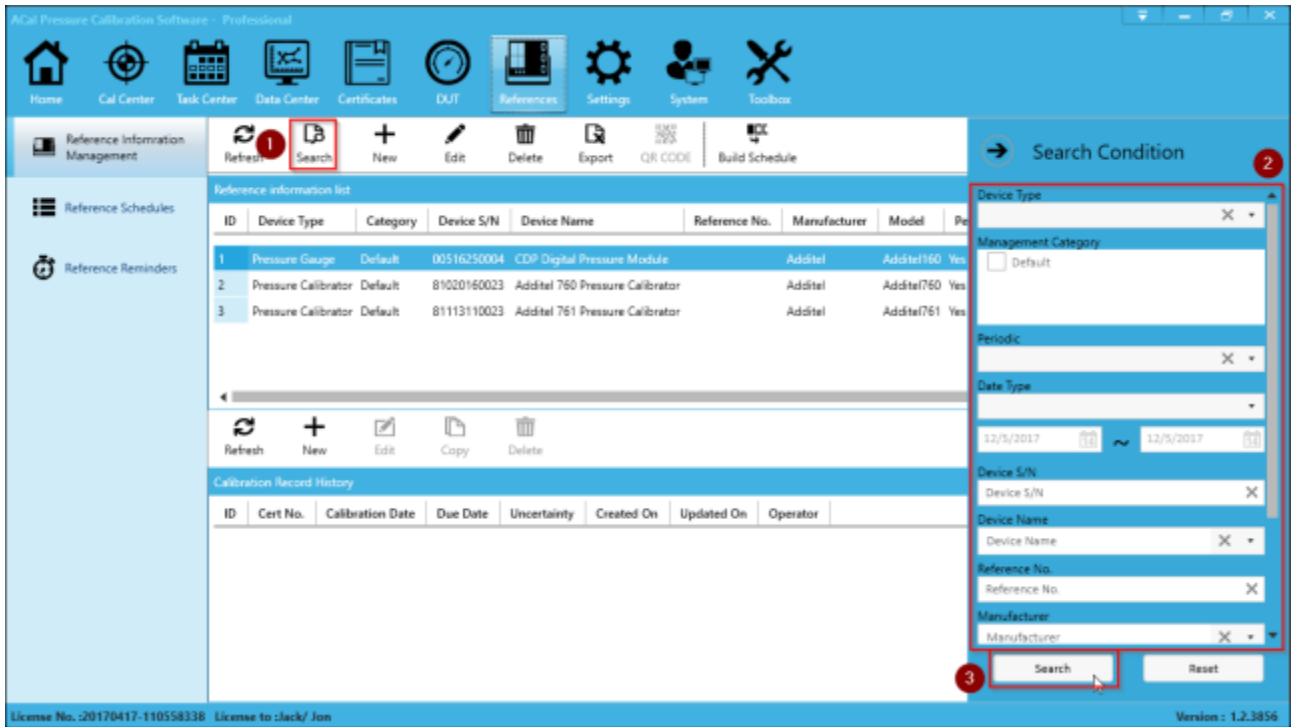 ACal Pressure Calibration Software - Professional
Home Cal Center Task Center Data Center Certificates DUT References Settings System Toolbox
Reference Infomration Management
Reference Schedules
Reference Reminders
1
Refresh Search New Edit Delete Export QR CODE Build Schedule
Reference information list
ID Device Type Category Device S/N Device Name Reference No. Manufacturer Model Pe
1 Pressure Gauge Default 00516250004 CDP Digital Pressure Module Additel Additel160 Yes
2 Pressure Calibrator Default 81020160023 Additel 760 Pressure Calibrator Additel Additel760 Yes
3 Pressure Calibrator Default 81113110023 Additel 761 Pressure Calibrator Additel Additel761 Yes
Refresh New Edit Copy Delete
Calibration Record History
ID Cert No. Calibration Date Due Date Uncertainty Created On Updated On Operator
Search Condition
2
Device Type
Management Category
Default
Periodic
Date Type
12/5/2017 14 ~ 12/5/2017 14
Device S/N
Device S/N
Device Name
Device Name
Reference No.
Reference No.
Manufacturer
Manufacturer
3
Search Reset
License No. :20170417-110558338 License to :Jack/ Jon
Version : 1.2.3856